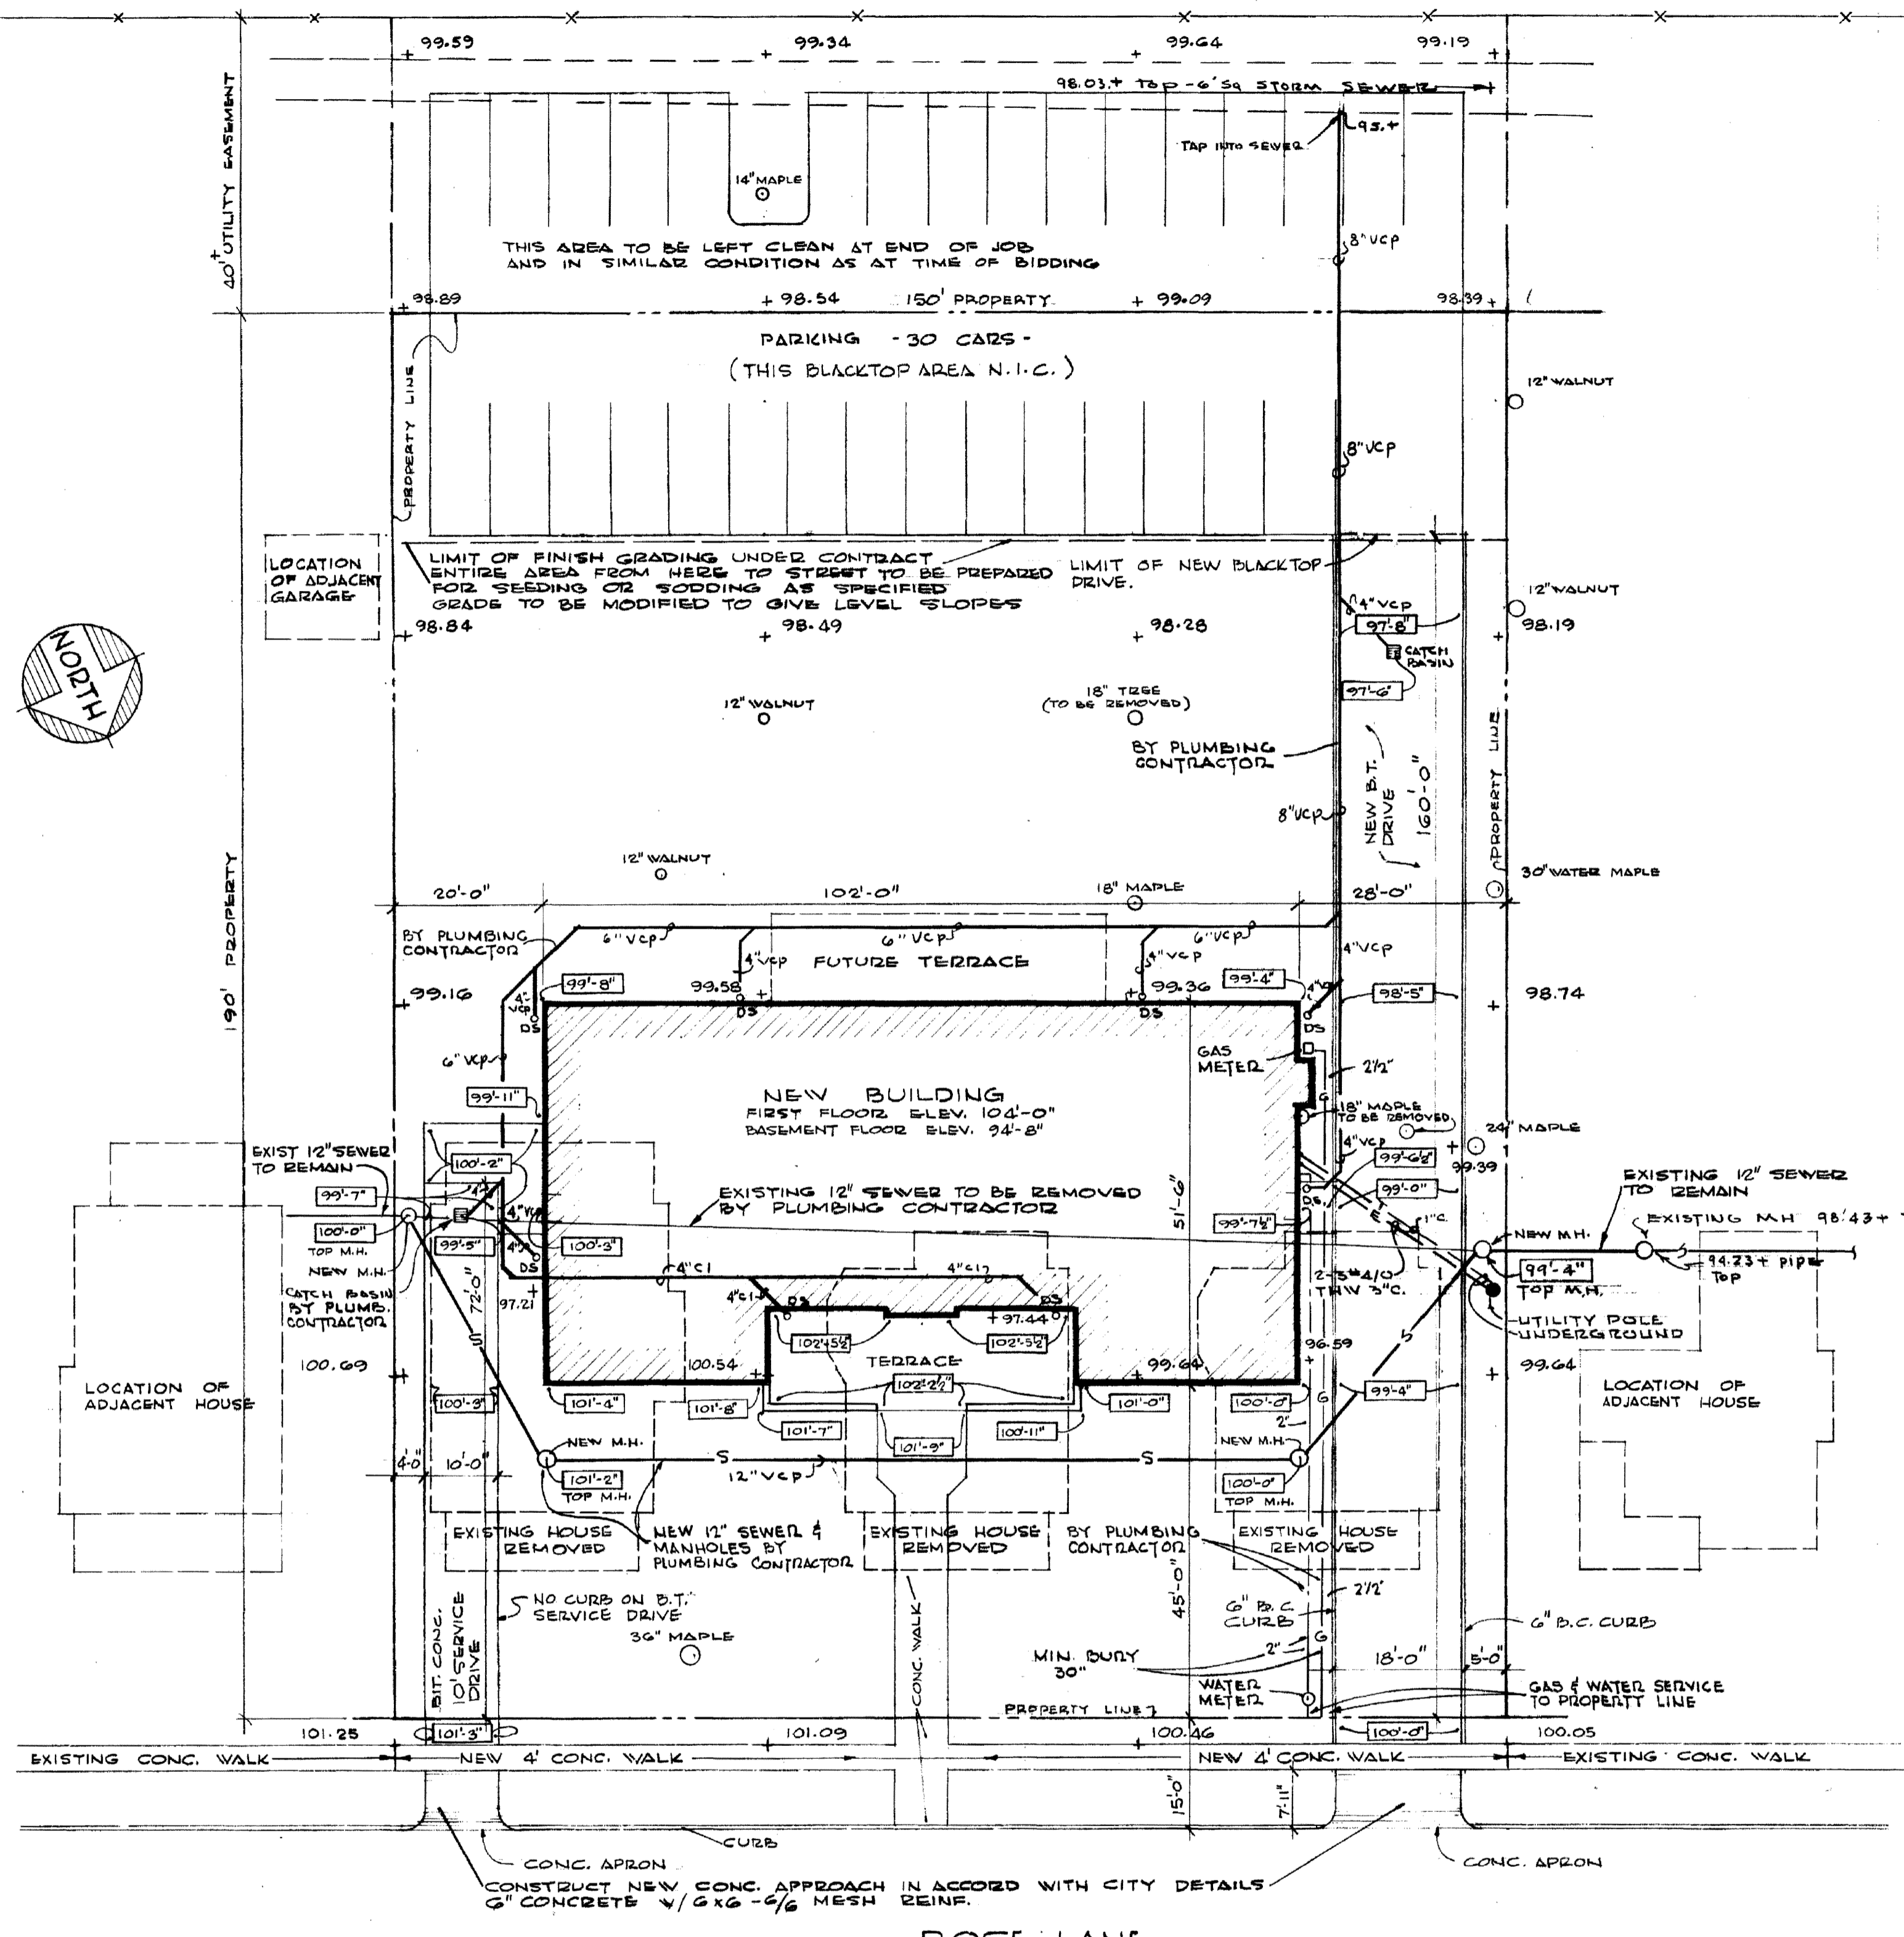 99.59
99.34
99.64
99.19
98.03+ TOP -6' SQ STORM SEWER
95.+
TAP INTO SEWER
40'+ UTILITY EASEMENT
14" MAPLE
8" VCP
THIS AREA TO BE LEFT CLEAN AT END OF JOB
AND IN SIMILAR CONDITION AS AT TIME OF BIDDING
98.89
98.54
150' PROPERTY
99.09
98.39
PARKING - 30 CARS -
(THIS BLACKTOP AREA N.I.C.)
PROPERTY LINE
12" WALNUT
8" VCP
LOCATION
OF ADJACENT
GARAGE
LIMIT OF FINISH GRADING UNDER CONTRACT
ENTIRE AREA FROM HERE TO STREET TO BE PREPARED
FOR SEEDING OR SODDING AS SPECIFIED
GRADE TO BE MODIFIED TO GIVE LEVEL SLOPES
LIMIT OF NEW BLACKTOP
DRIVE.
4" VCP
97'-8"
12" WALNUT
98.84
98.49
98.28
98.19
CATCH
BASIN
97'-6"
NORTH
12" WALNUT
18" TREE
(TO BE REMOVED)
BY PLUMBING
CONTRACTOR
NEW B.T.
DRIVE
160'-0"
PROPERTY LINE
8" VCP
190' PROPERTY
12" WALNUT
18" MAPLE
30" WATER MAPLE
20'-0"
102'-0"
28'-0"
BY PLUMBING
CONTRACTOR
6" VCP
6" VCP
6" VCP
4" VCP
4" VCP
4" VCP
FUTURE TERRACE
99'-8"
99.58
99.36
99'-4"
4" VCP
98'-5"
99.16
98.74
4" VCP
DS
DS
DS
DS
6" VCP
GAS
METER
2 1/2"
99'-11"
NEW BUILDING
FIRST FLOOR ELEV. 104'-0"
BASEMENT FLOOR ELEV. 94'-8"
G
18" MAPLE
TO BE REMOVED
24" MAPLE
4" VCP
99.39
EXIST 12" SEWER
TO REMAIN
100'-2"
99'-6 1/2"
99'-7"
4"
EXISTING 12" SEWER TO BE REMOVED
BY PLUMBING CONTRACTOR
51'-6"
DS
99'-0"
EXISTING 12" SEWER
TO REMAIN
100'-0"
TOP M.H.
NEW M.H.
4" VCP
99'-5"
100'-3"
99'-7 1/2"
1" C.
NEW M.H.
EXISTING M.H. 98.43+
94.23+ PIPE
TOP
99'-4"
TOP M.H.
CATCH BASIN
BY PLUMB.
CONTRACTOR
72'-0"
DS
97.21
4" CI
4" CI
4" CI
DS
DS
97.44
2-3#4/0
THW 3" C.
UTILITY POLE
UNDERGROUND
102'-5 1/2"
102'-5 1/2"
96.59
100.69
100.54
TERRACE
99.64
99.64
102'-2 1/2"
99'-4"
LOCATION OF
ADJACENT HOUSE
LOCATION OF
ADJACENT HOUSE
100'-3"
101'-4"
101'-8"
101'-0"
100'-0"
G
2"
101'-7"
101'-9"
100'-11"
S
NEW M.H.
NEW M.H.
S
4'-0"
10'-0"
101'-2"
TOP M.H.
S
12" VCP
S
100'-0"
TOP M.H.
EXISTING HOUSE
REMOVED
NEW 12" SEWER &
MANHOLES BY
PLUMBING CONTRACTOR
EXISTING HOUSE
REMOVED
BY PLUMBING
CONTRACTOR
EXISTING HOUSE
REMOVED
NO CURB ON B.T.
SERVICE DRIVE
36" MAPLE
BIT. CONC.
10' SERVICE
DRIVE
CONC. WALK
45'-0"
2 1/2"
6" B.C.
CURB
6" B.C. CURB
G
2"
MIN. BURY
30"
18'-0"
5'-0"
WATER
METER
GAS & WATER SERVICE
TO PROPERTY LINE
PROPERTY LINE
101.25
101'-3"
101.09
100.46
100'-0"
100.05
EXISTING CONC. WALK
NEW 4' CONC. WALK
NEW 4' CONC. WALK
EXISTING CONC. WALK
15'-0"
7'-11"
CURB
CONC. APRON
CONC. APRON
CONSTRUCT NEW CONC. APPROACH IN ACCORD WITH CITY DETAILS
6" CONCRETE W/ 6x6-6/6 MESH REINF.